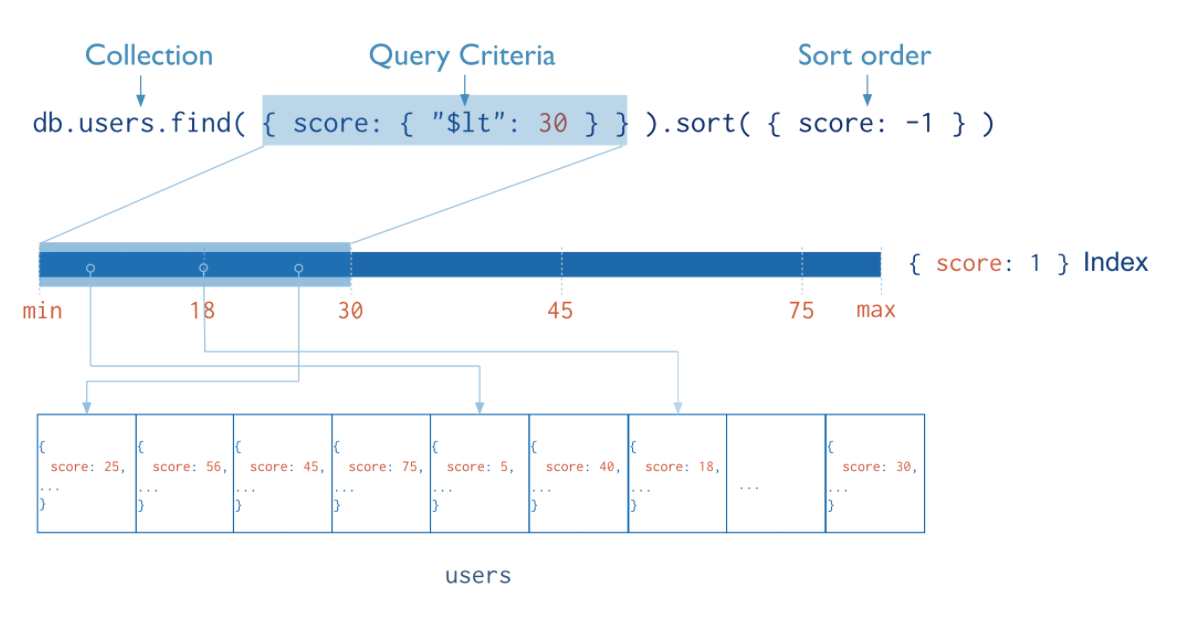 Collection Query Criteria Sort order
db.users.find( { score: { "$lt": 30 } } ).sort( { score: -1 } )
{ score: 1 } Index
min 18 30 45 75 max
{ { { { { { { {
score: 25, score: 56, score: 45, score: 75, score: 5, score: 40, score: 18, score: 30,
... ... ... ... ... ... ... ... ...
} } } } } } } }
users